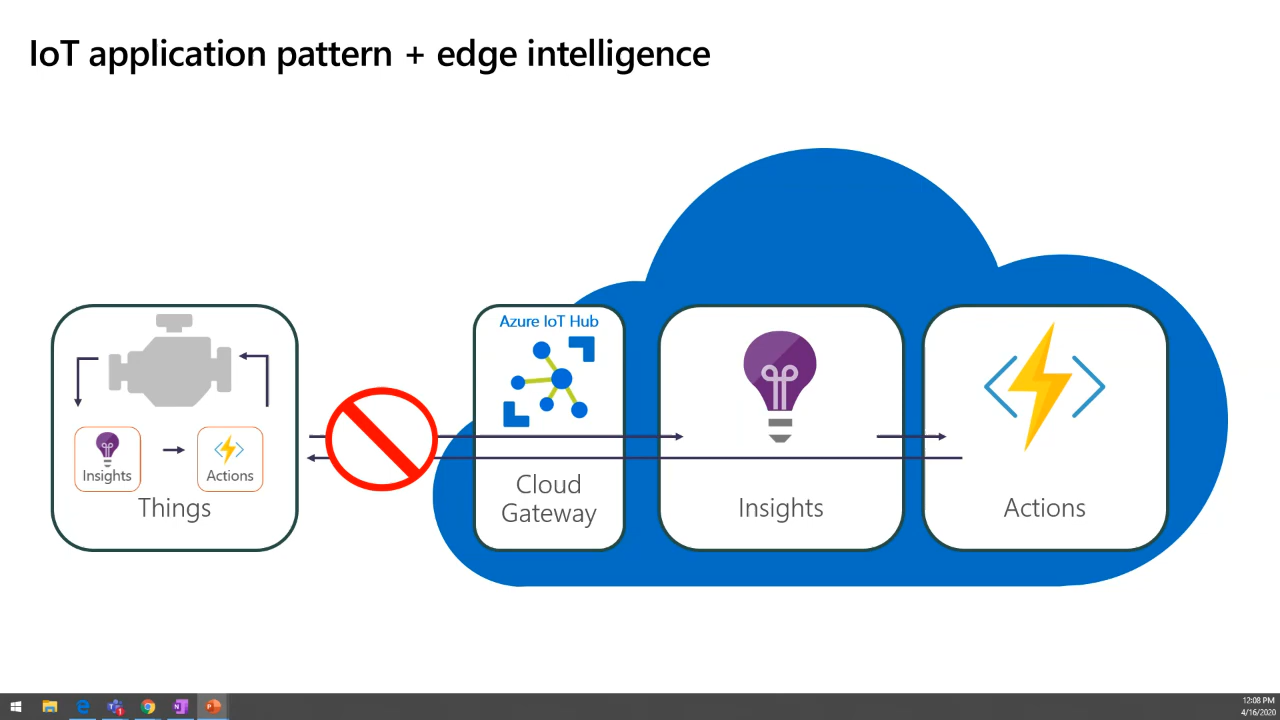 IoT application pattern + edge intelligence
Azure IoT Hub
Insights
Actions
Things
Cloud
Gateway
Insights
Actions
12:08 PM
4/16/2020